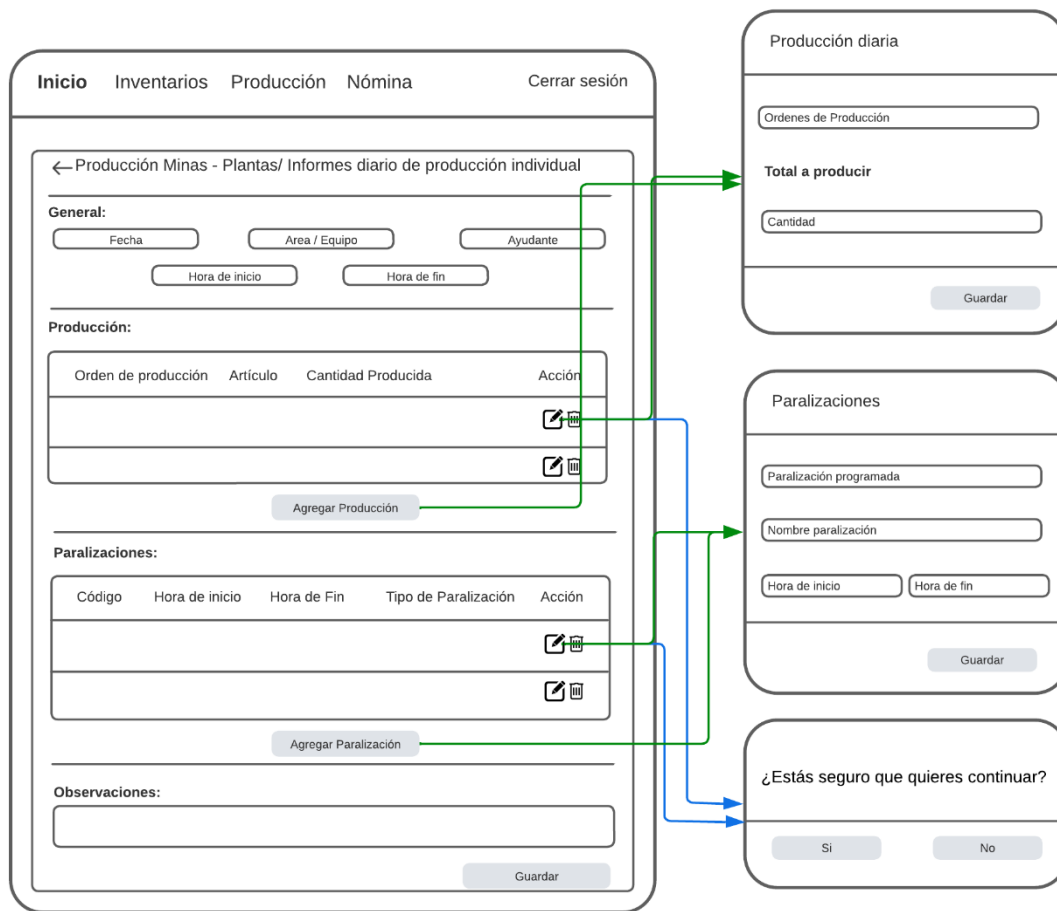 Inicio Inventarios Producción Nómina Cerrar sesión
Producción Minas - Plantas/ Informes diario de producción individual
General:
Fecha Area / Equipo Ayudante
Hora de inicio Hora de fin
Producción:
Orden de producción Artículo Cantidad Producida Acción
Agregar Producción
Paralizaciones:
Código Hora de inicio Hora de Fin Tipo de Paralización Acción
Agregar Paralización
Observaciones:
Guardar
Producción diaria
Ordenes de Producción
Total a producir
Cantidad
Guardar
Paralizaciones
Paralización programada
Nombre paralización
Hora de inicio Hora de fin
Guardar
¿Estás seguro que quieres continuar?
Si No